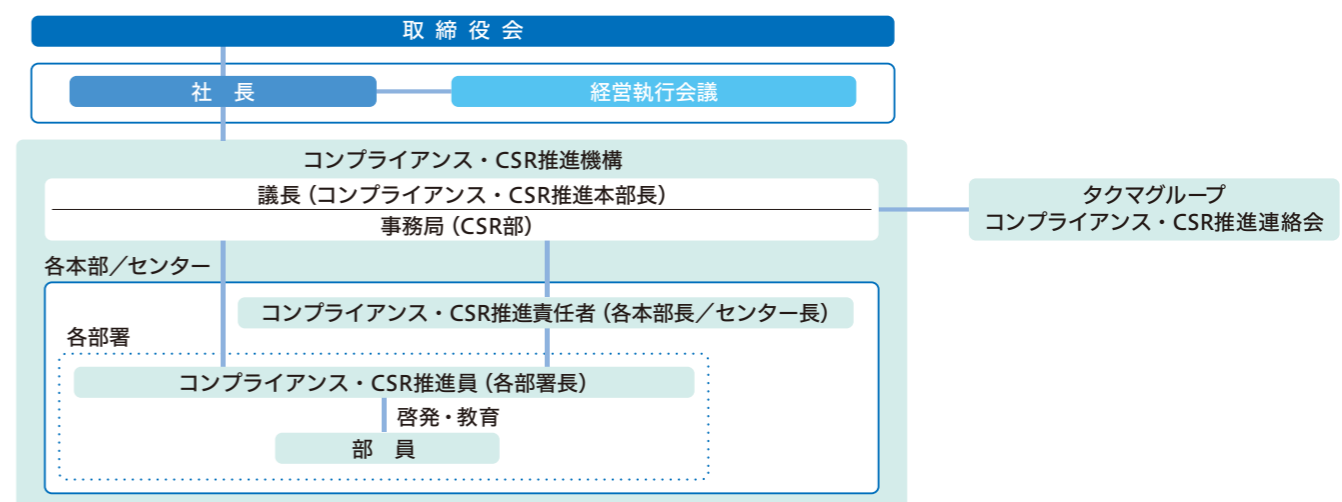 取締役会
社 長
経営執行会議
コンプライアンス・CSR推進機構
議長（コンプライアンス・CSR推進本部長）
事務局（CSR部）
タクマグループ
コンプライアンス・CSR推進連絡会
各本部／センター
コンプライアンス・CSR推進責任者（各本部長／センター長）
各部署
コンプライアンス・CSR推進員（各部署長）
啓発・教育
部 員